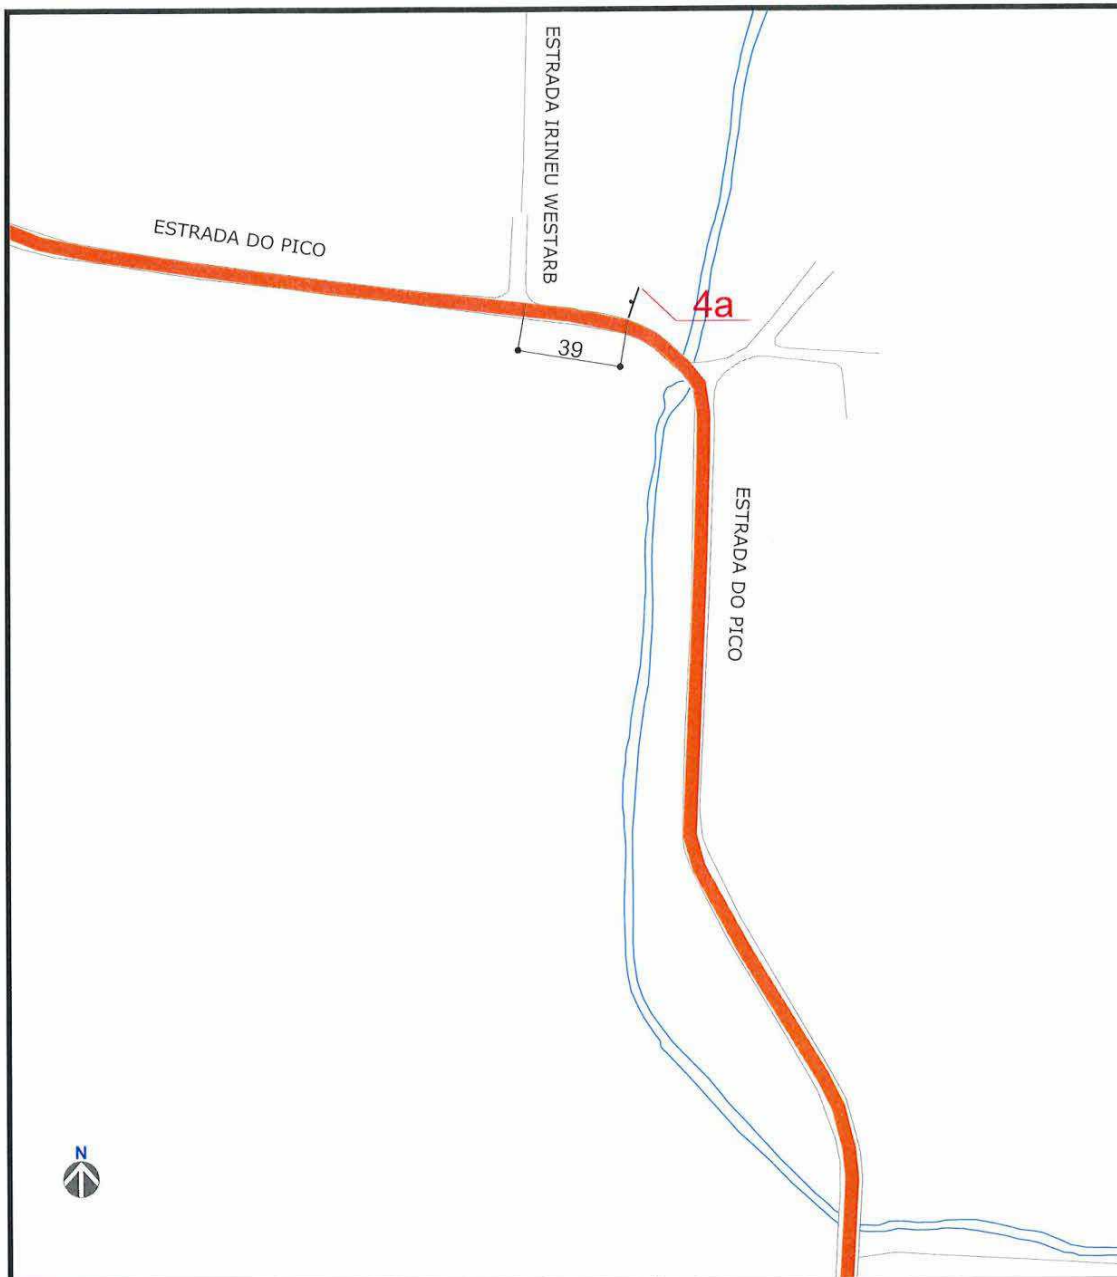 ESTRADA IRINEU WESTARB
ESTRADA DO PICO
4a
39
ESTRADA DO PICO
N